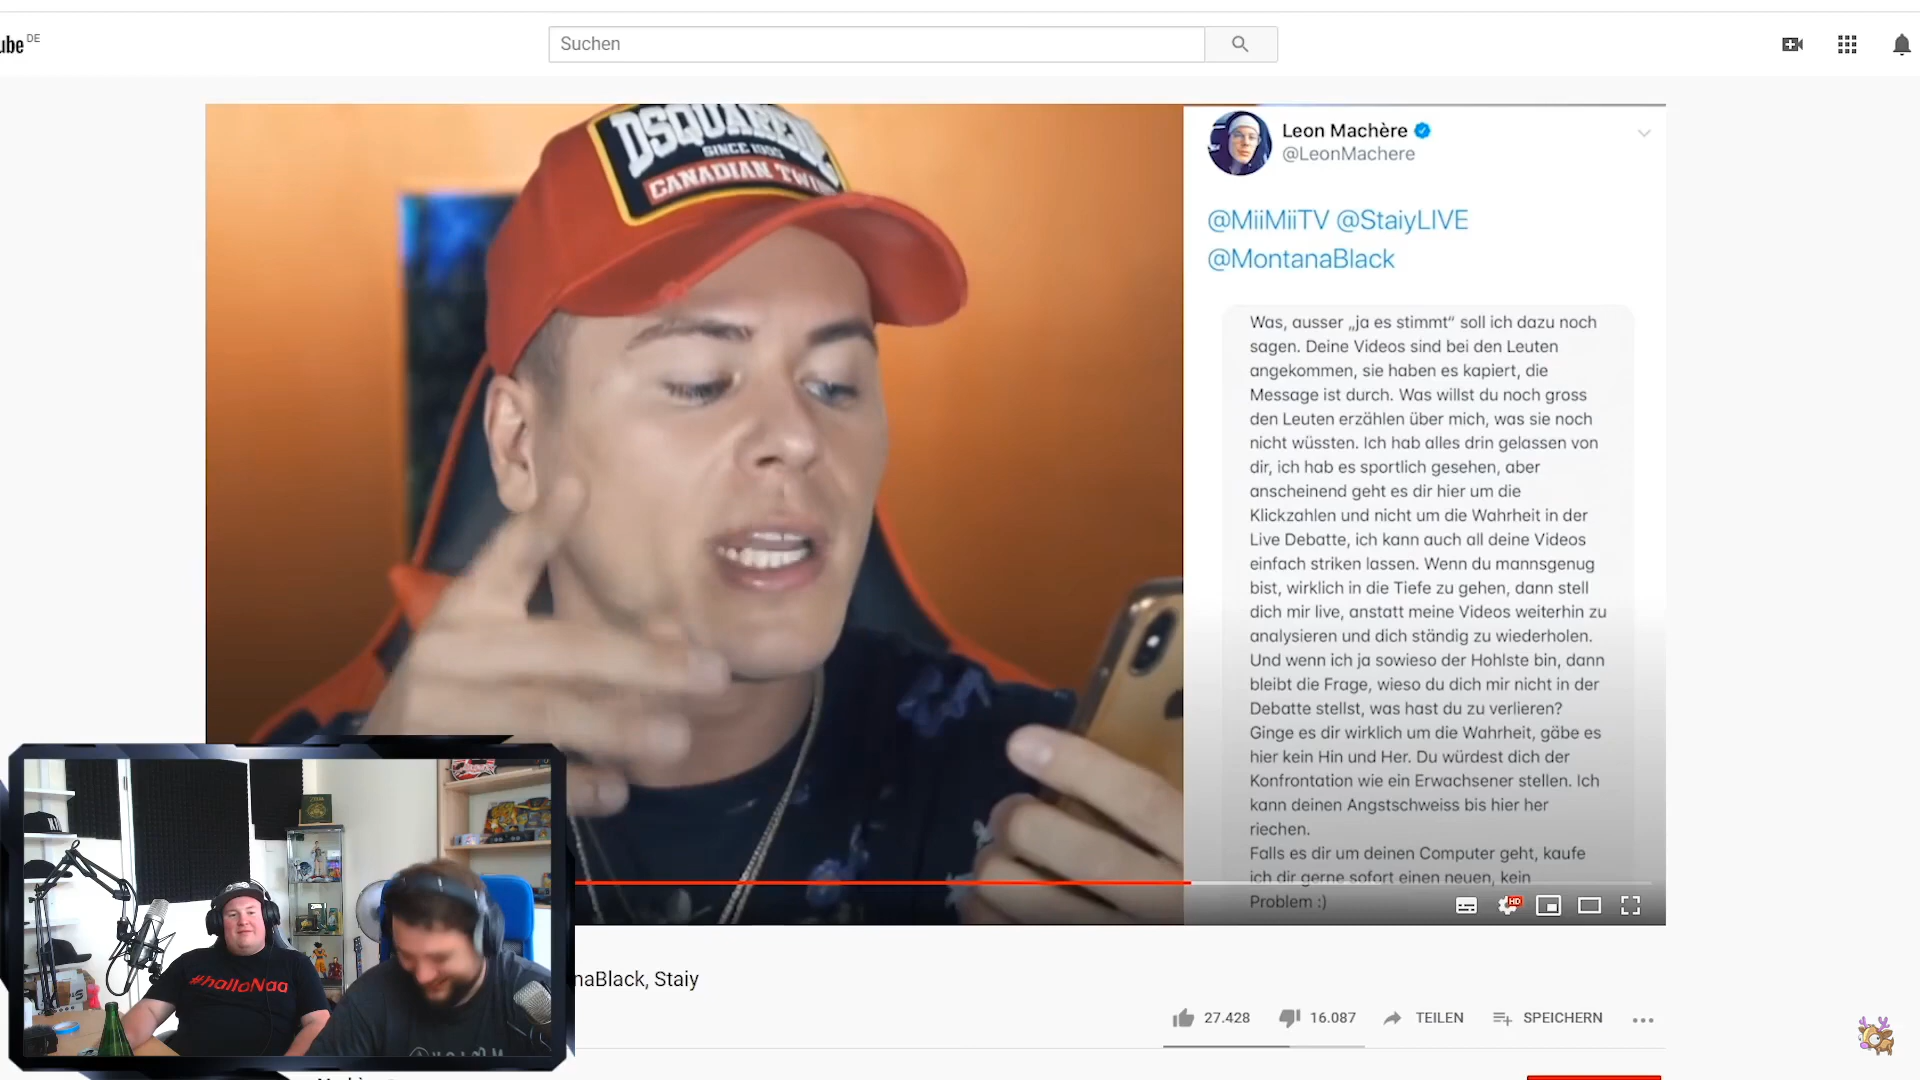 ube DE
Suchen
DSQUARED
SINCE 1995
CANADIAN TWINS
Leon Machère
@LeonMachere
@MiiMiiTV @StaiyLIVE
@MontanaBlack
Was, ausser „ja es stimmt“ soll ich dazu noch
sagen. Deine Videos sind bei den Leuten
angekommen, sie haben es kapiert, die
Message ist durch. Was willst du noch gross
den Leuten erzählen über mich, was sie noch
nicht wüssten. Ich hab alles drin gelassen von
dir, ich hab es sportlich gesehen, aber
anscheinend geht es dir hier um die
Klickzahlen und nicht um die Wahrheit in der
Live Debatte, ich kann auch all deine Videos
einfach striken lassen. Wenn du mannsgenug
bist, wirklich in die Tiefe zu gehen, dann stell
dich mir live, anstatt meine Videos weiterhin zu
analysieren und dich ständig zu wiederholen.
Und wenn ich ja sowieso der Hohlste bin, dann
bleibt die Frage, wieso du dich mir nicht in der
Debatte stellst, was hast du zu verlieren?
Ginge es dir wirklich um die Wahrheit, gäbe es
hier kein Hin und Her. Du würdest dich der
Konfrontation wie ein Erwachsener stellen. Ich
kann deinen Angstschweiss bis hier her
riechen.
Falls es dir um deinen Computer geht, kaufe
ich dir gerne sofort einen neuen, kein
Problem :)
HD
#halloNaa
naBlack, Staiy
27.428
16.087
TEILEN
SPEICHERN